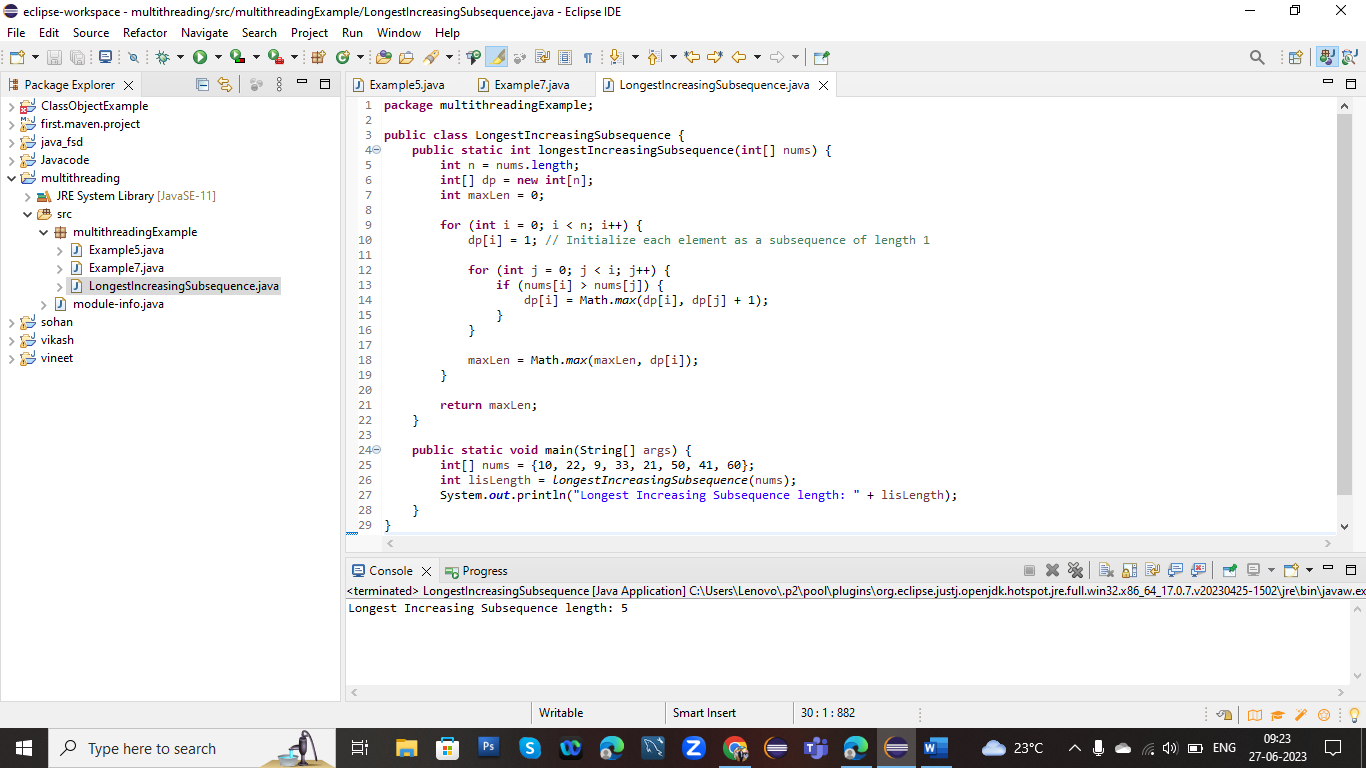 eclipse-workspace - multithreading/src/multithreadingExample/LongestIncreasingSubsequence.java - Eclipse IDE
File Edit Source Refactor Navigate Search Project Run Window Help
Package Explorer
ClassObjectExample
first.maven.project
java_fsd
Javacode
multithreading
JRE System Library [JavaSE-11]
src
multithreadingExample
Example5.java
Example7.java
LongestIncreasingSubsequence.java
module-info.java
sohan
vikash
vineet
Example5.java Example7.java LongestIncreasingSubsequence.java
1 package multithreadingExample;
2
3 public class LongestIncreasingSubsequence {
4 public static int longestIncreasingSubsequence(int[] nums) {
5 int n = nums.length;
6 int[] dp = new int[n];
7 int maxLen = 0;
8
9 for (int i = 0; i < n; i++) {
10 dp[i] = 1; // Initialize each element as a subsequence of length 1
11
12 for (int j = 0; j < i; j++) {
13 if (nums[i] > nums[j]) {
14 dp[i] = Math.max(dp[i], dp[j] + 1);
15 }
16 }
17
18 maxLen = Math.max(maxLen, dp[i]);
19 }
20
21 return maxLen;
22 }
23
24 public static void main(String[] args) {
25 int[] nums = {10, 22, 9, 33, 21, 50, 41, 60};
26 int lisLength = longestIncreasingSubsequence(nums);
27 System.out.println("Longest Increasing Subsequence length: " + lisLength);
28 }
29 }
Console Progress
<terminated> LongestIncreasingSubsequence [Java Application] C:\Users\Lenovo\.p2\pool\plugins\org.eclipse.justj.openjdk.hotspot.jre.full.win32.x86_64_17.0.7.v20230425-1502\jre\bin\javaw.ex
Longest Increasing Subsequence length: 5
Writable Smart Insert 30 : 1 : 882
Type here to search
Ps
23°C
ENG
09:23
27-06-2023